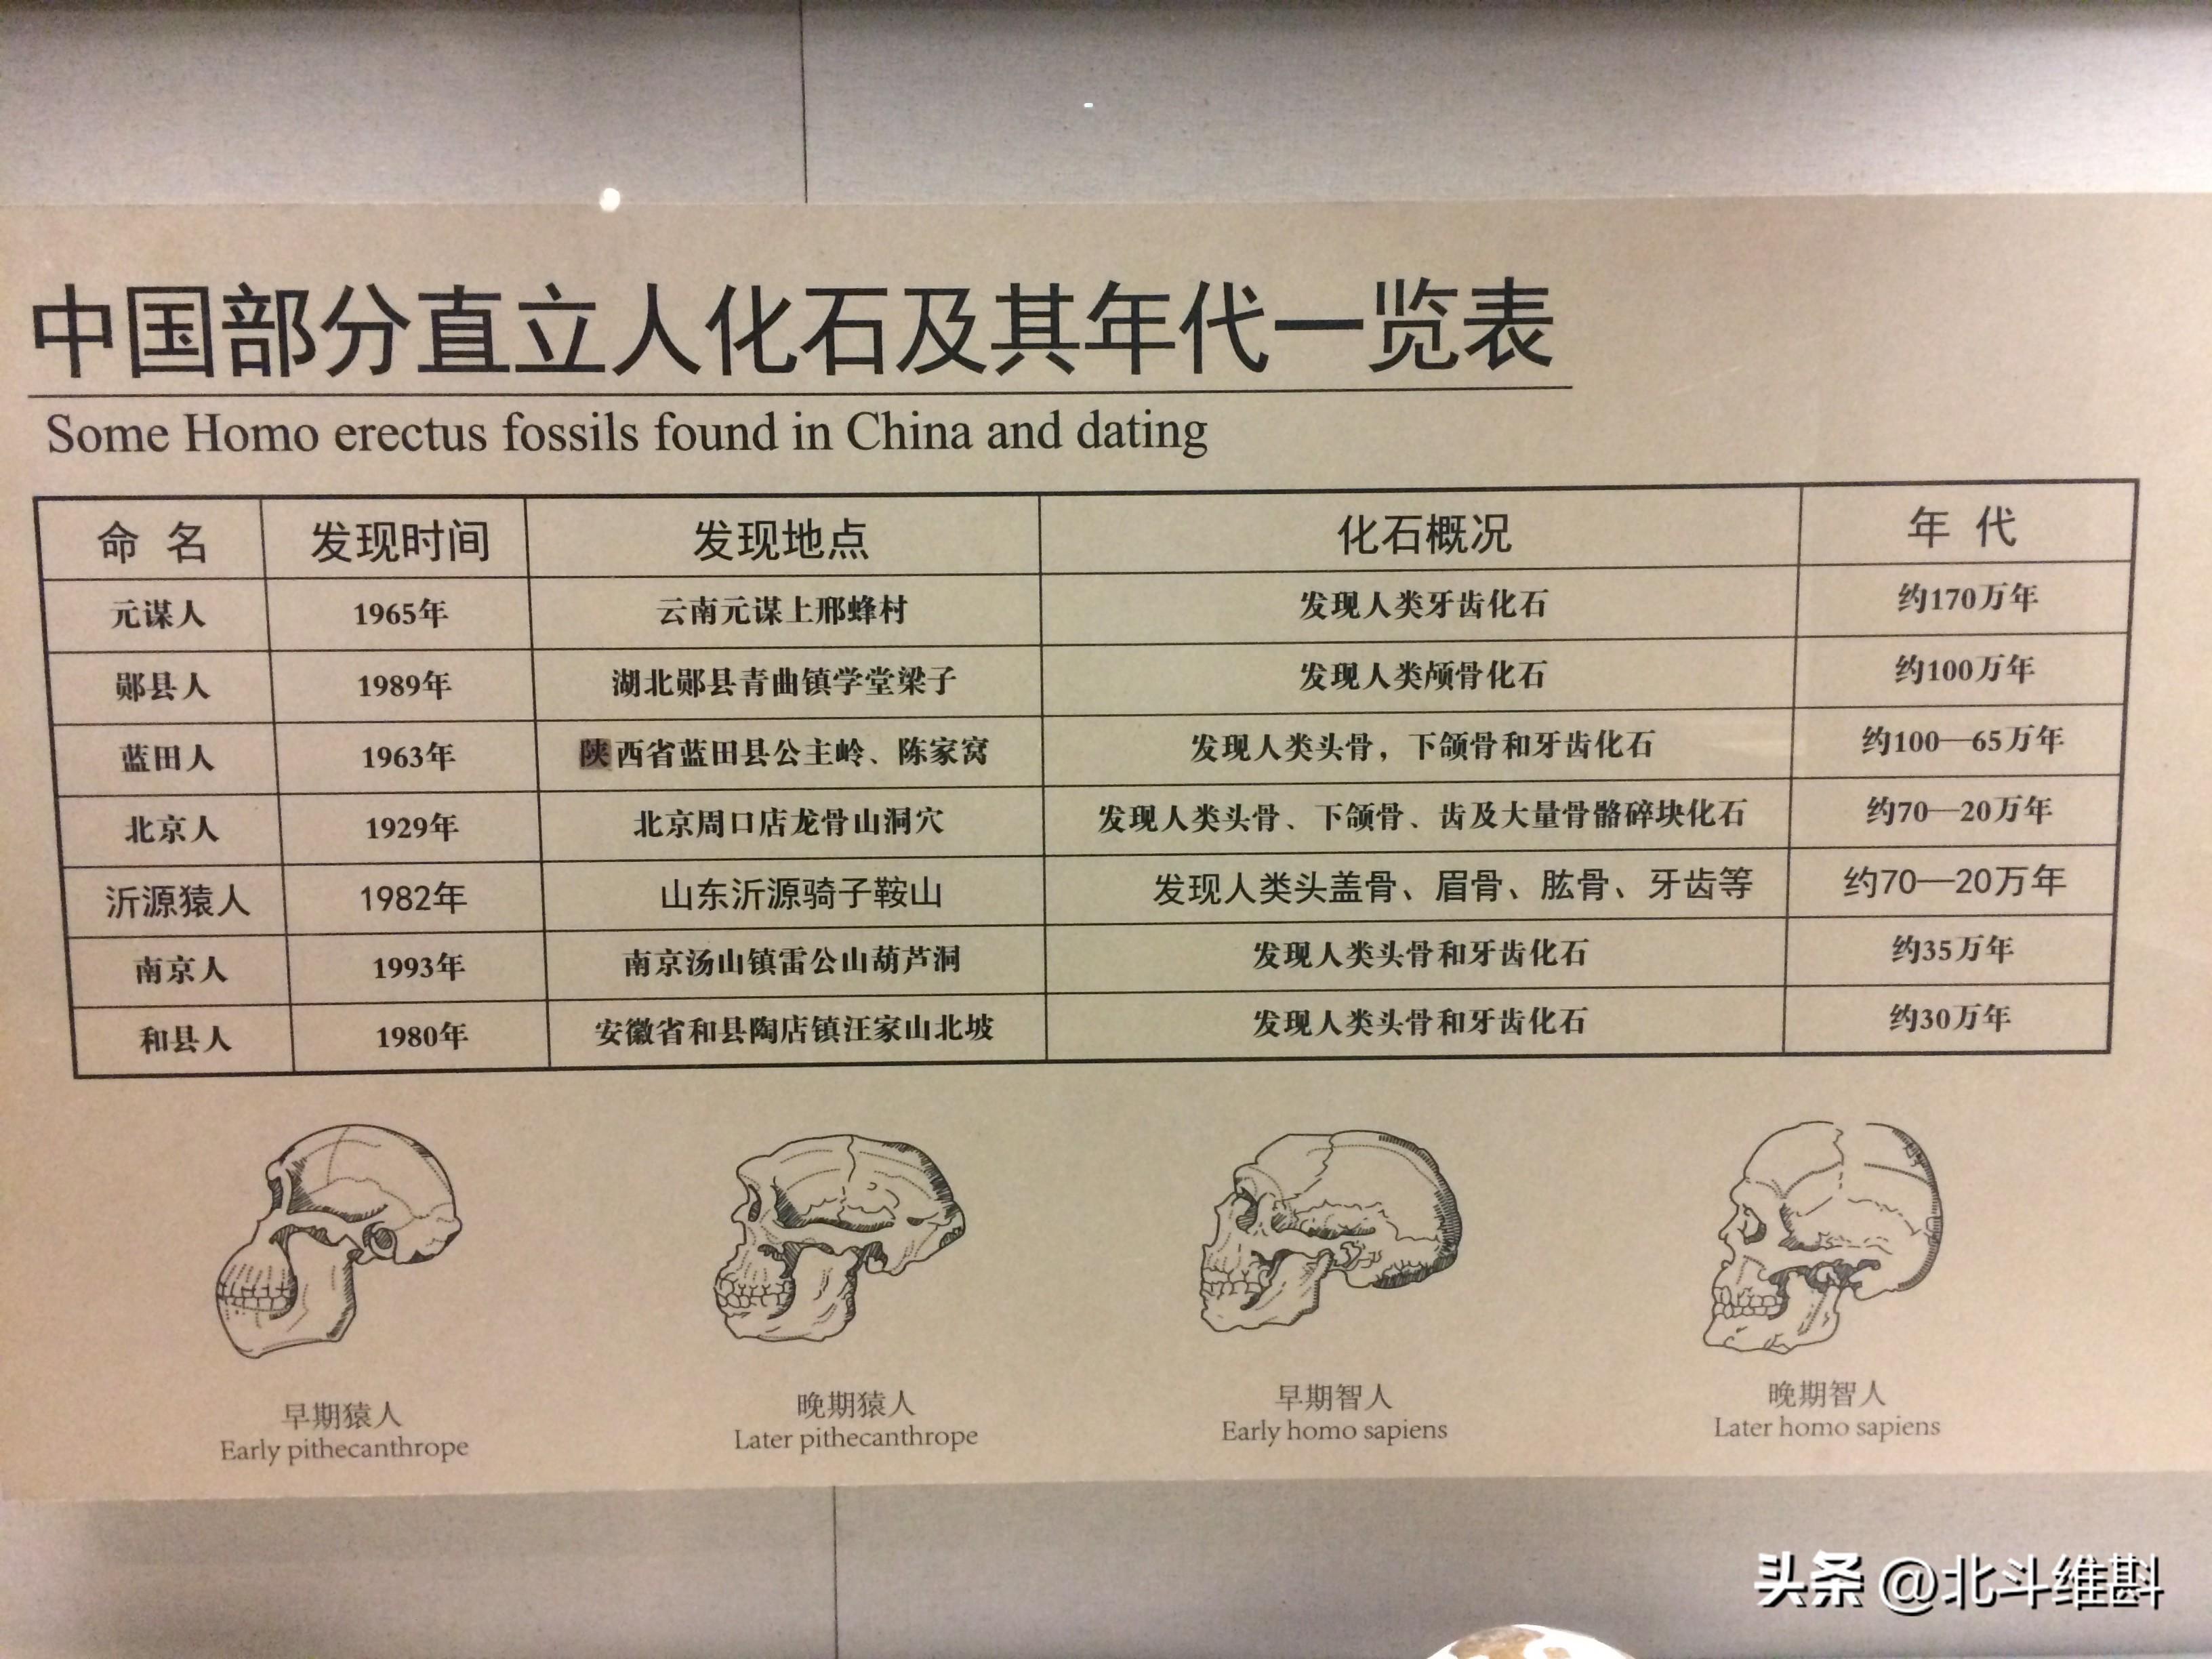 中国部分直立人化石及其年代一览表
Some Homo erectus fossils found in China and dating
命 名 发现时间 发现地点 化石概况 年 代
元谋人 1965年 云南元谋上邢蜂村 发现人类牙齿化石 约170万年
郧县人 1989年 湖北郧县青曲镇学堂梁子 发现人类颅骨化石 约100万年
蓝田人 1963年 陕西省蓝田县公主岭、陈家窝 发现人类头骨，下颌骨和牙齿化石 约100—65万年
北京人 1929年 北京周口店龙骨山洞穴 发现人类头骨、下颌骨、齿及大量骨骼碎块化石 约70—20万年
沂源猿人 1982年 山东沂源骑子鞍山 发现人类头盖骨、眉骨、肱骨、牙齿等 约70—20万年
南京人 1993年 南京汤山镇雷公山葫芦洞 发现人类头骨和牙齿化石 约35万年
和县人 1980年 安徽省和县陶店镇汪家山北坡 发现人类头骨和牙齿化石 约30万年
早期猿人 晚期猿人 早期智人 晚期智人
Early pithecanthrope Later pithecanthrope Early homo sapiens Later homo sapiens
头条 @北斗维斟